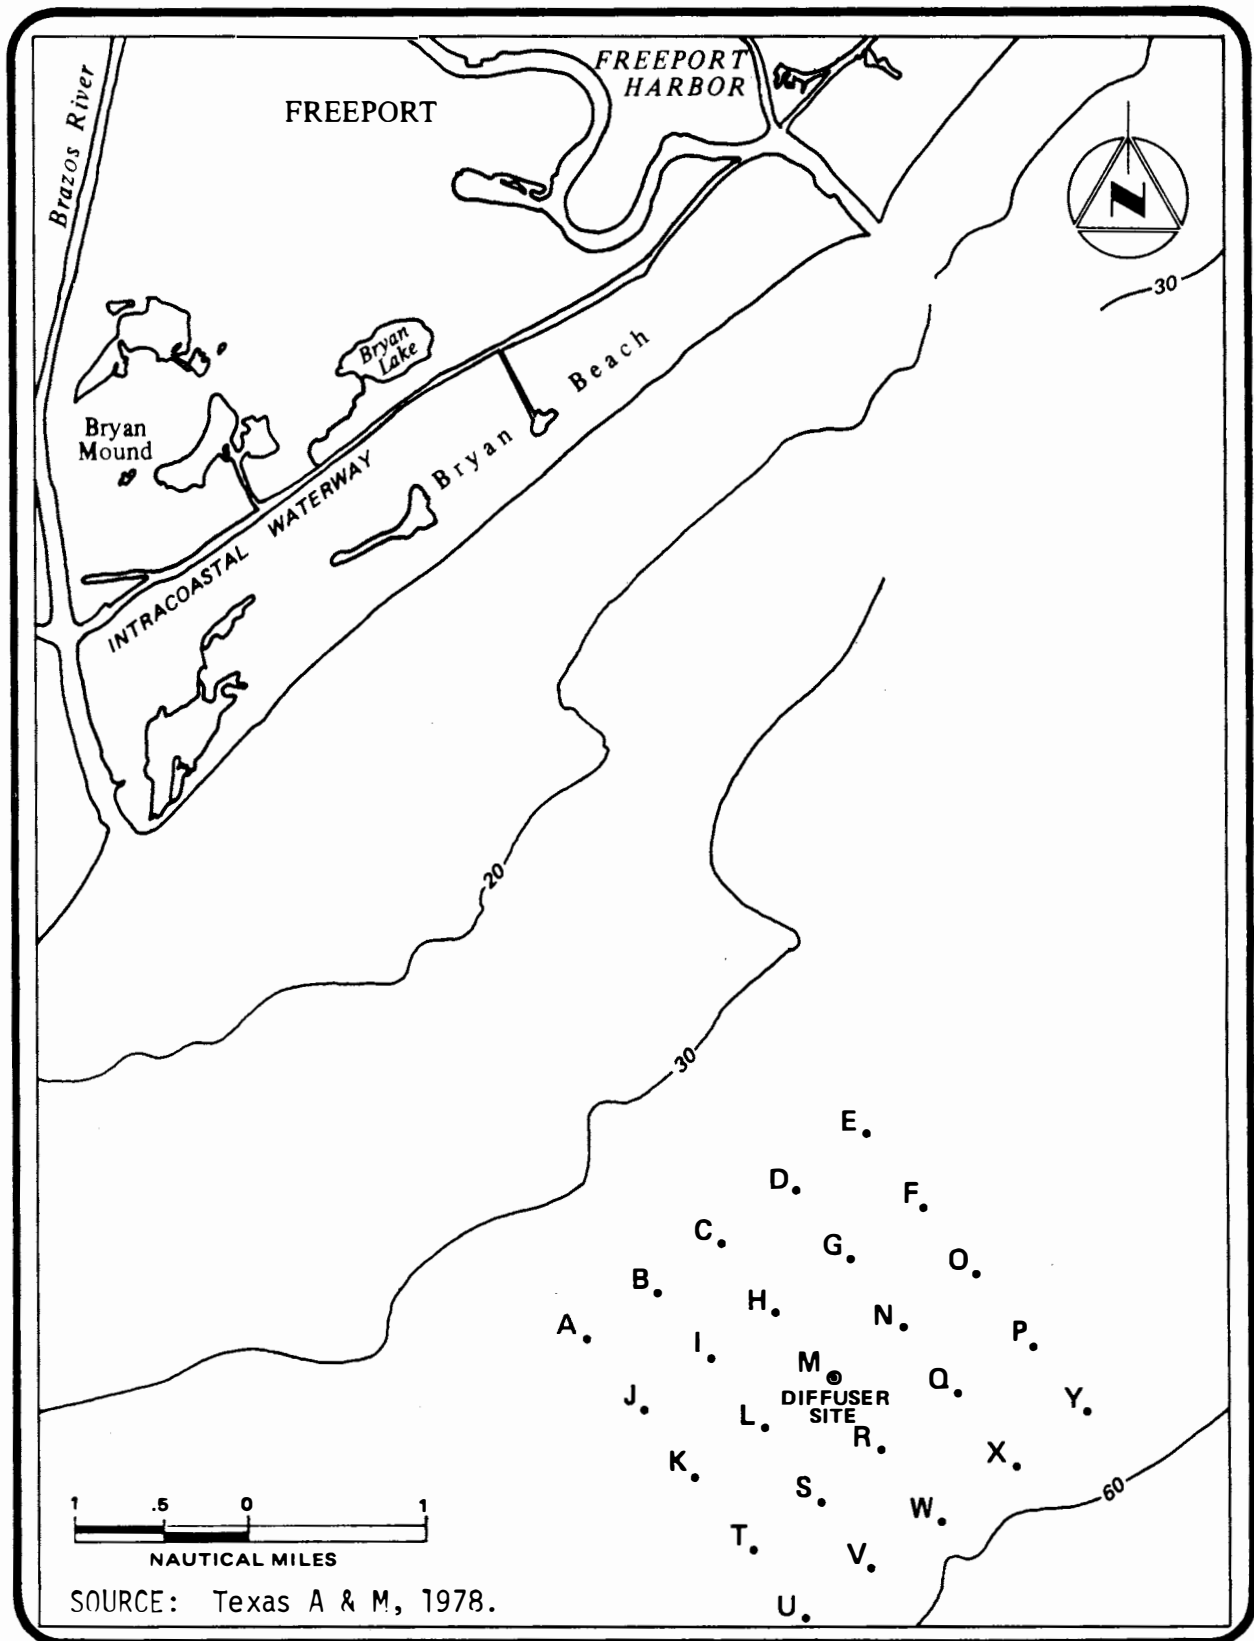 FREEPORT
HARBOR
FREEPORT
Brazos River
N
30
Bryan
Lake
Bryan Beach
Bryan
Mound
INTRACOASTAL WATERWAY
20
30
E
D
F
C
G
O
B
H
N
A
I
P
M
DIFFUSER
SITE
Q
J
Y
L
R
K
X
S
60
W
T
V
U
1 .5 0 1
NAUTICAL MILES
SOURCE: Texas A & M, 1978.